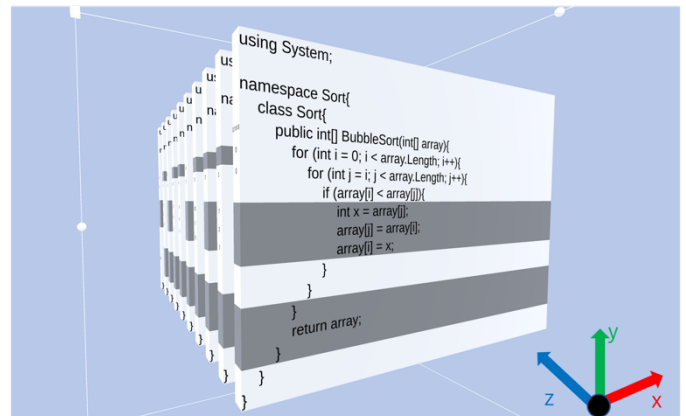 using System;
namespace Sort{
class Sort{
public int[] BubbleSort(int[] array){
for (int i = 0; i < array.Length; i++){
for (int j = i; j < array.Length; j++){
if (array[i] < array[j]){
int x = array[j];
array[j] = array[i];
array[i] = x;
}
}
}
return array;
}
}
}
y
z
x